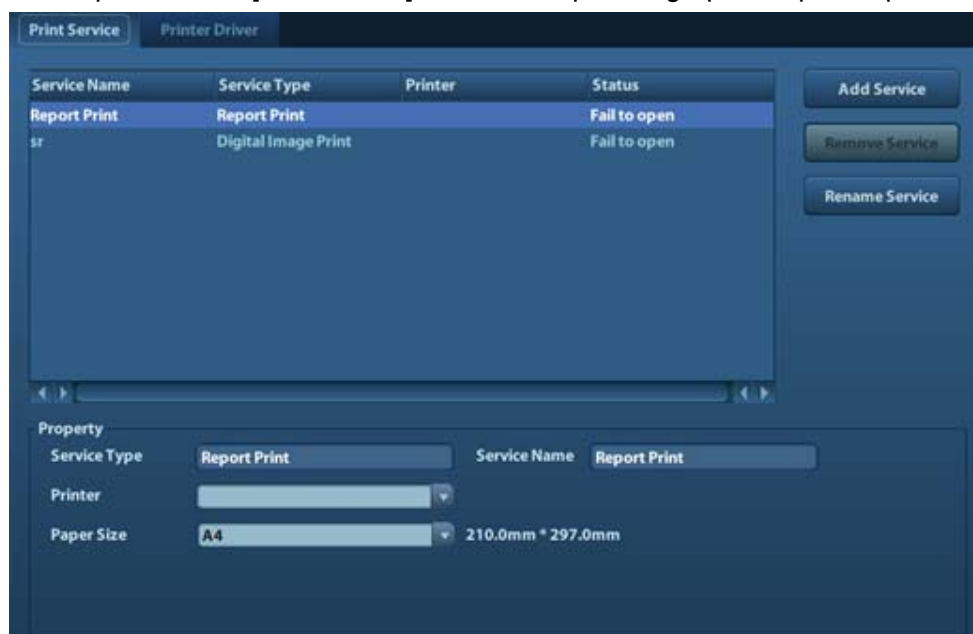 Print Service Printer Driver
Service Name Service Type Printer Status
Add Service
Report Print Report Print Fail to open
sr Digital Image Print Fail to open
Remove Service
Rename Service
Property
Service Type Report Print Service Name Report Print
Printer
Paper Size A4 210.0mm * 297.0mm